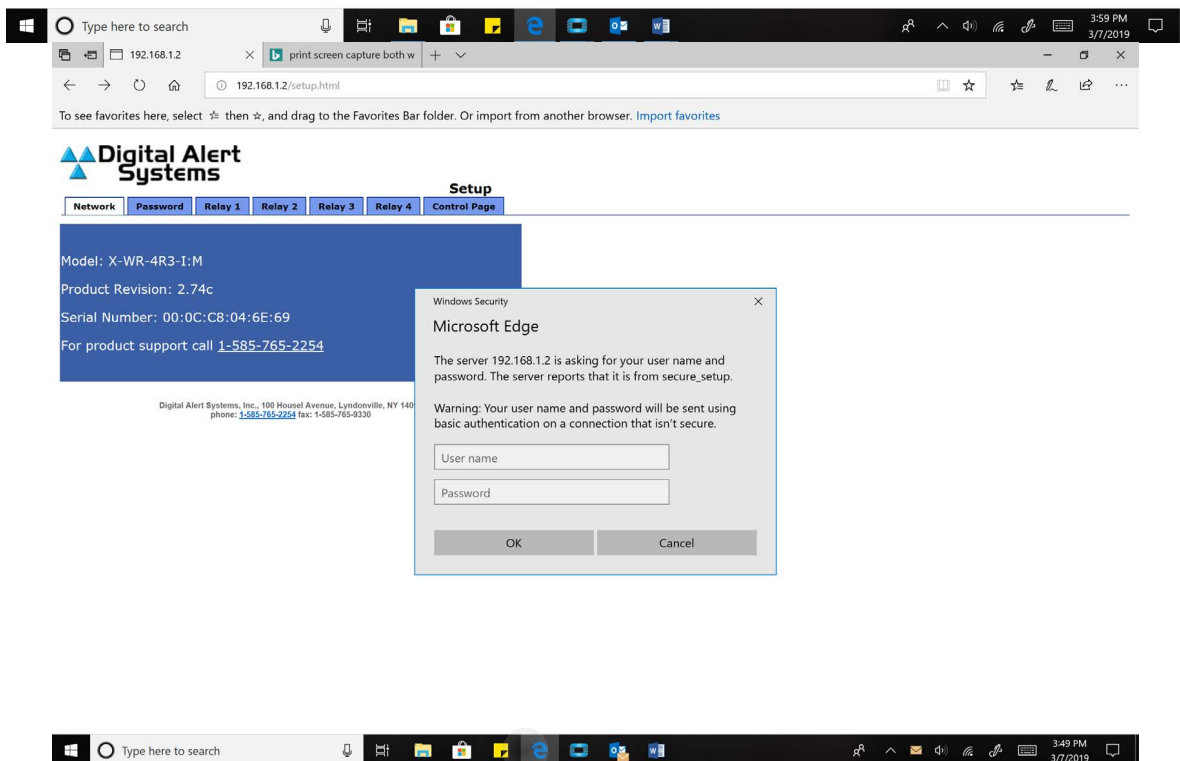 Type here to search
3:59 PM
3/7/2019
192.168.1.2
print screen capture both w
192.168.1.2/setup.html
To see favorites here, select then, and drag to the Favorites Bar folder. Or import from another browser. Import favorites
Digital Alert
Systems
Setup
Network Password Relay 1 Relay 2 Relay 3 Relay 4 Control Page
Model: X-WR-4R3-I:M
Product Revision: 2.74c
Serial Number: 00:0C:C8:04:6E:69
For product support call 1-585-765-2254
Digital Alert Systems, Inc., 100 Housel Avenue, Lyndonville, NY 140
phone: 1-585-765-2254 fax: 1-585-765-9330
Windows Security
Microsoft Edge
The server 192.168.1.2 is asking for your user name and
password. The server reports that it is from secure_setup.
Warning: Your user name and password will be sent using
basic authentication on a connection that isn't secure.
User name
Password
OK Cancel
Type here to search
3:49 PM
3/7/2019